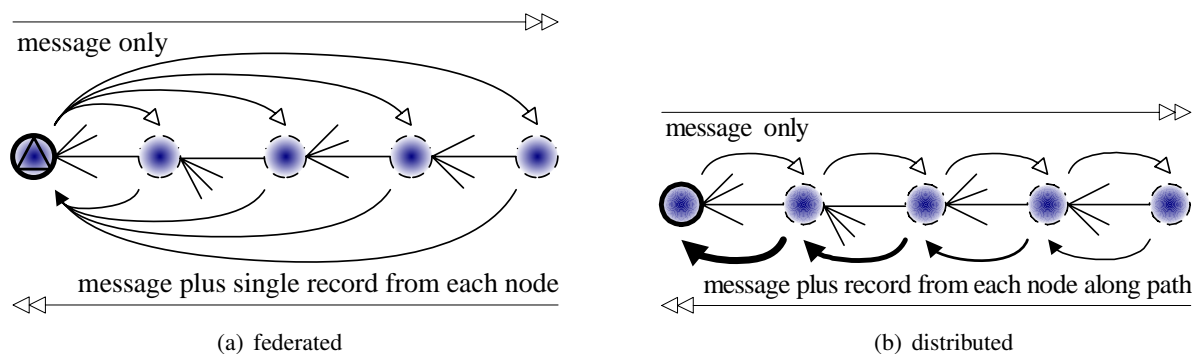 message only
message plus single record from each node
(a) federated
message only
message plus record from each node along path
(b) distributed